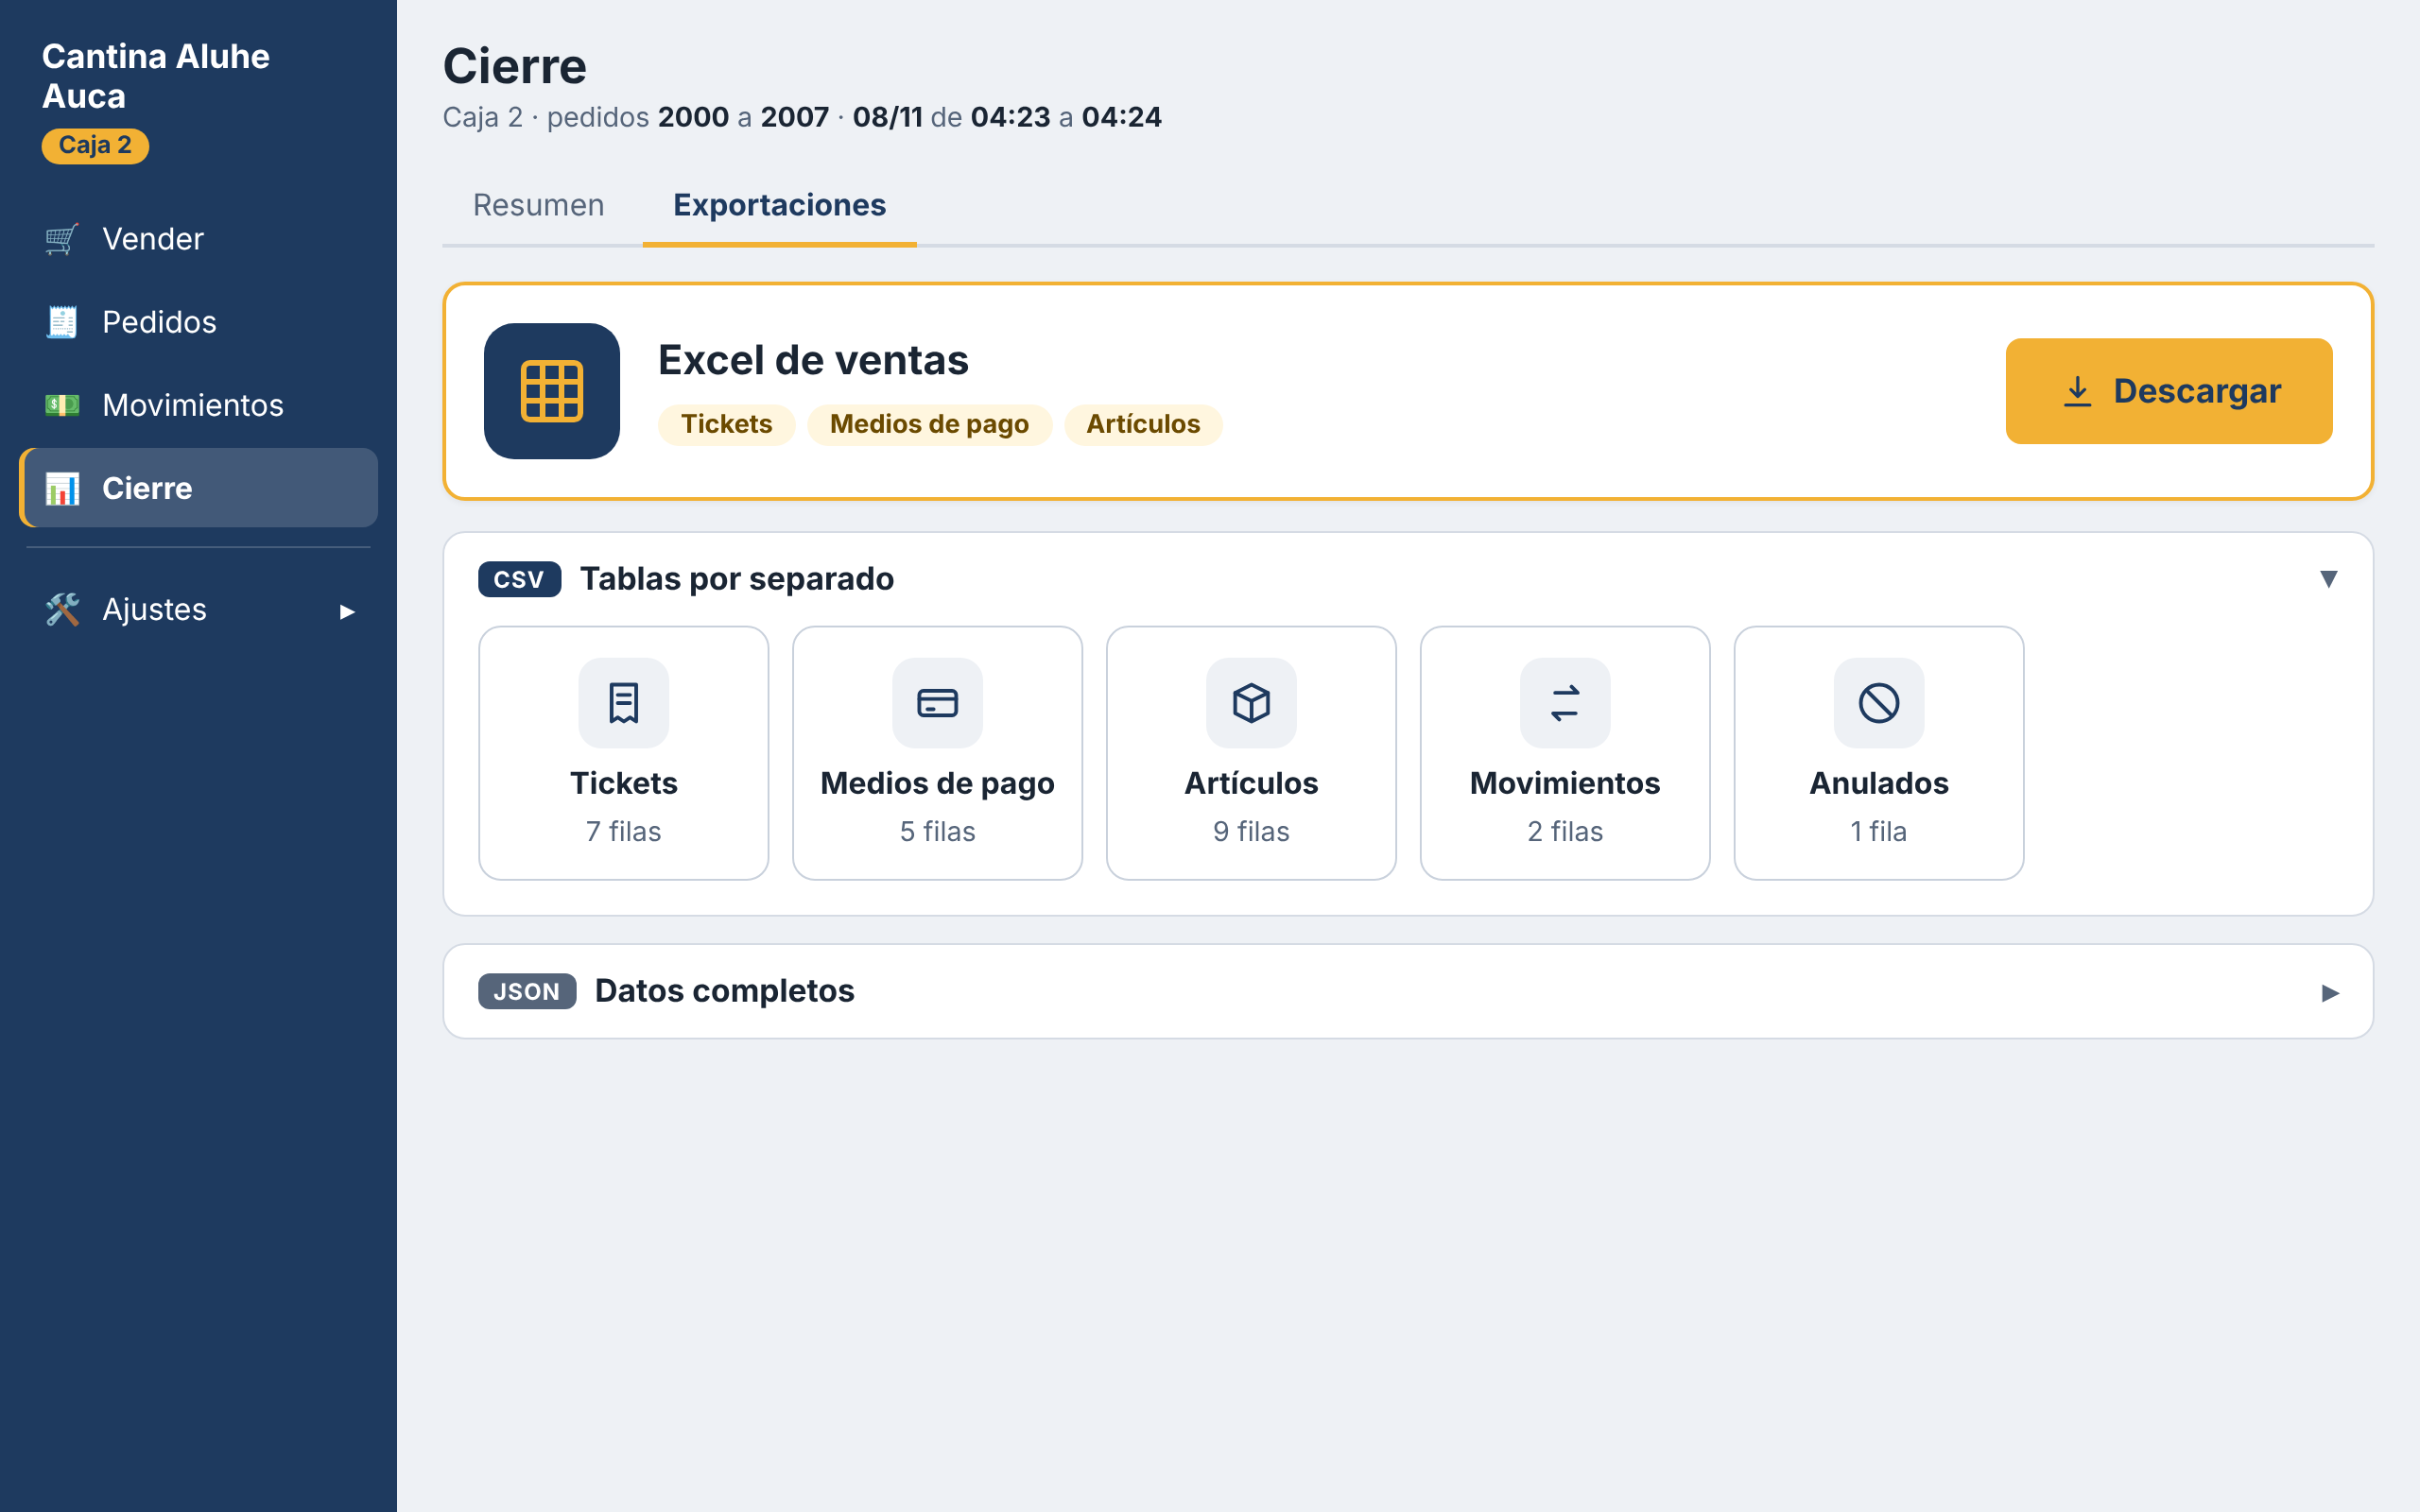 Cantina Aluhe
Auca
Caja 2
Vender
Pedidos
Movimientos
Cierre
Ajustes
Cierre
Caja 2 · pedidos 2000 a 2007 · 08/11 de 04:23 a 04:24
Resumen
Exportaciones
Excel de ventas
Tickets
Medios de pago
Artículos
Descargar
CSV
Tablas por separado
Tickets
7 filas
Medios de pago
5 filas
Artículos
9 filas
Movimientos
2 filas
Anulados
1 fila
JSON
Datos completos